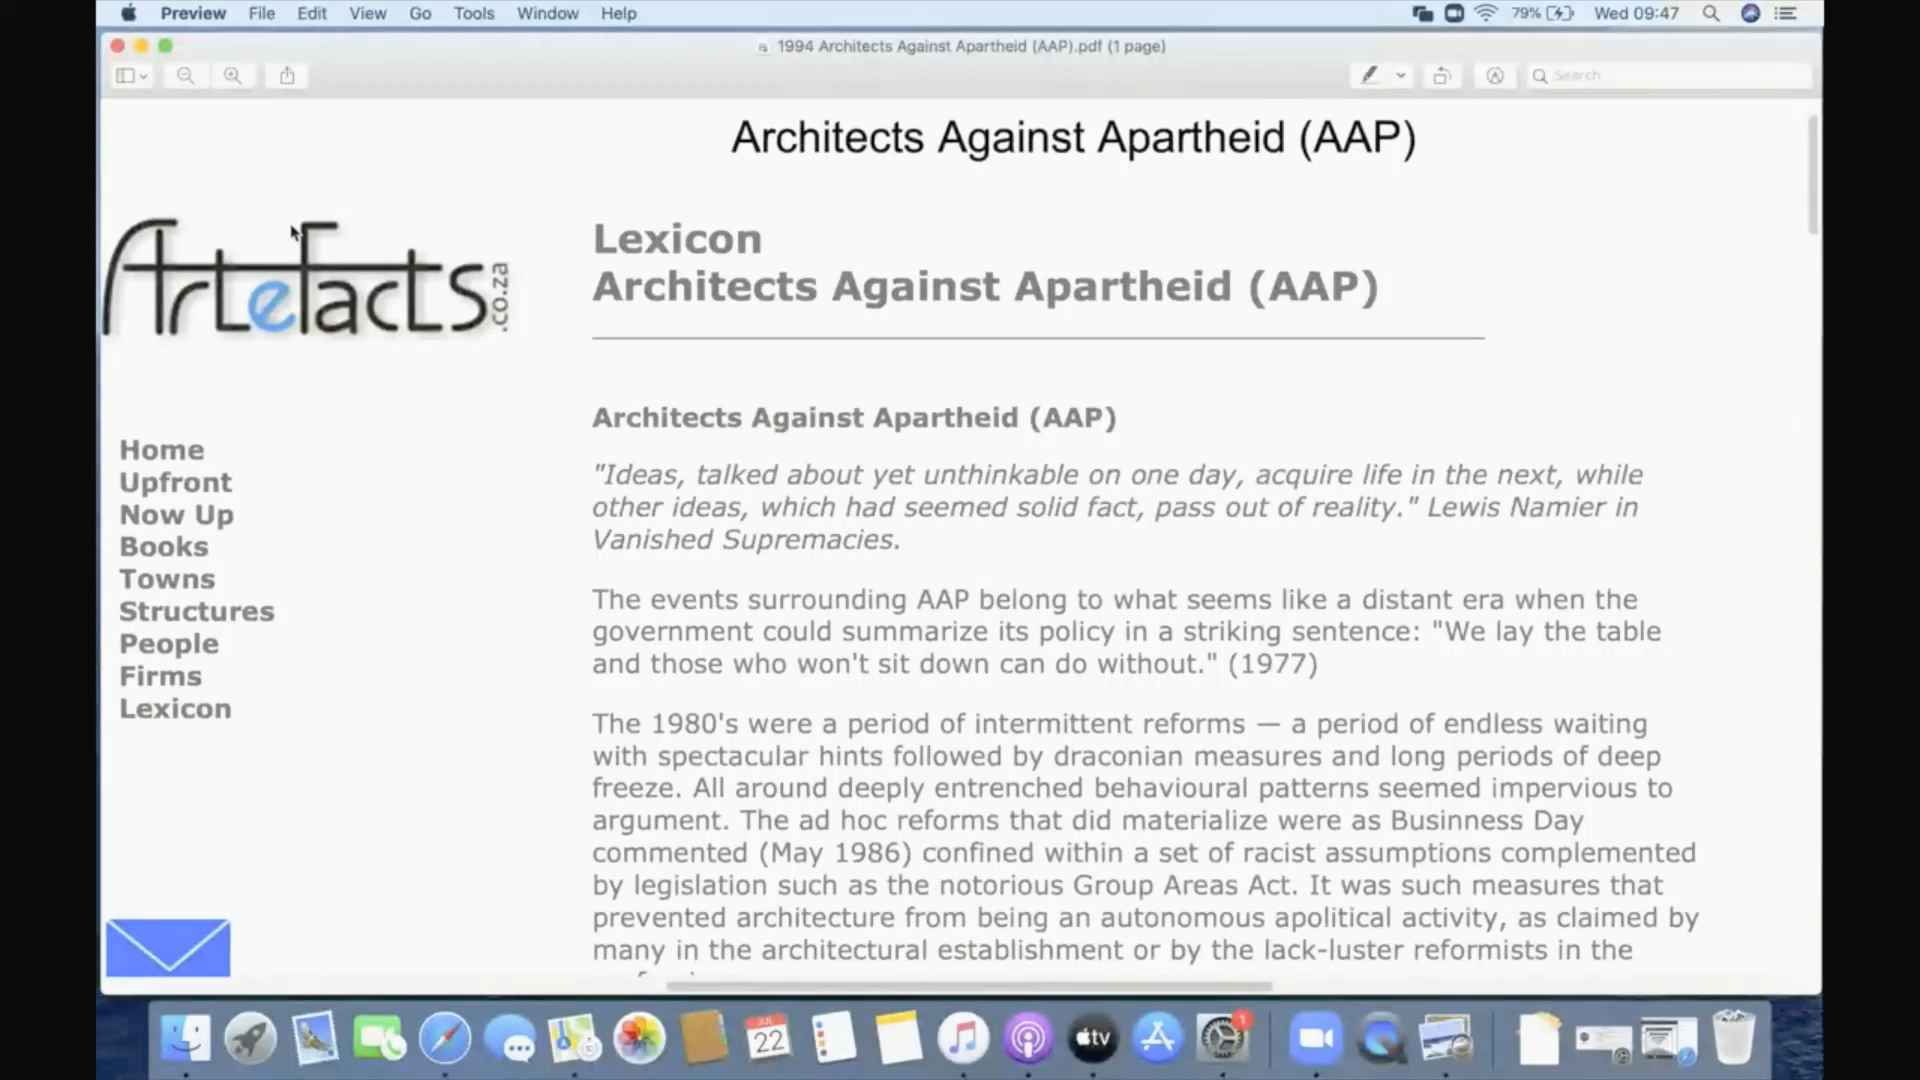 Preview File Edit View Go Tools Window Help
79% Wed 09:47
1994 Architects Against Apartheid (AAP).pdf (1 page)
Search
Architects Against Apartheid (AAP)
Artefacts.co.za
Lexicon
Architects Against Apartheid (AAP)
Home
Upfront
Now Up
Books
Towns
Structures
People
Firms
Lexicon
Architects Against Apartheid (AAP)
"Ideas, talked about yet unthinkable on one day, acquire life in the next, while
other ideas, which had seemed solid fact, pass out of reality." Lewis Namier in
Vanished Supremacies.
The events surrounding AAP belong to what seems like a distant era when the
government could summarize its policy in a striking sentence: "We lay the table
and those who won't sit down can do without." (1977)
The 1980's were a period of intermittent reforms — a period of endless waiting
with spectacular hints followed by draconian measures and long periods of deep
freeze. All around deeply entrenched behavioural patterns seemed impervious to
argument. The ad hoc reforms that did materialize were as Businness Day
commented (May 1986) confined within a set of racist assumptions complemented
by legislation such as the notorious Group Areas Act. It was such measures that
prevented architecture from being an autonomous apolitical activity, as claimed by
many in the architectural establishment or by the lack-luster reformists in the
JUL
22
tv
1